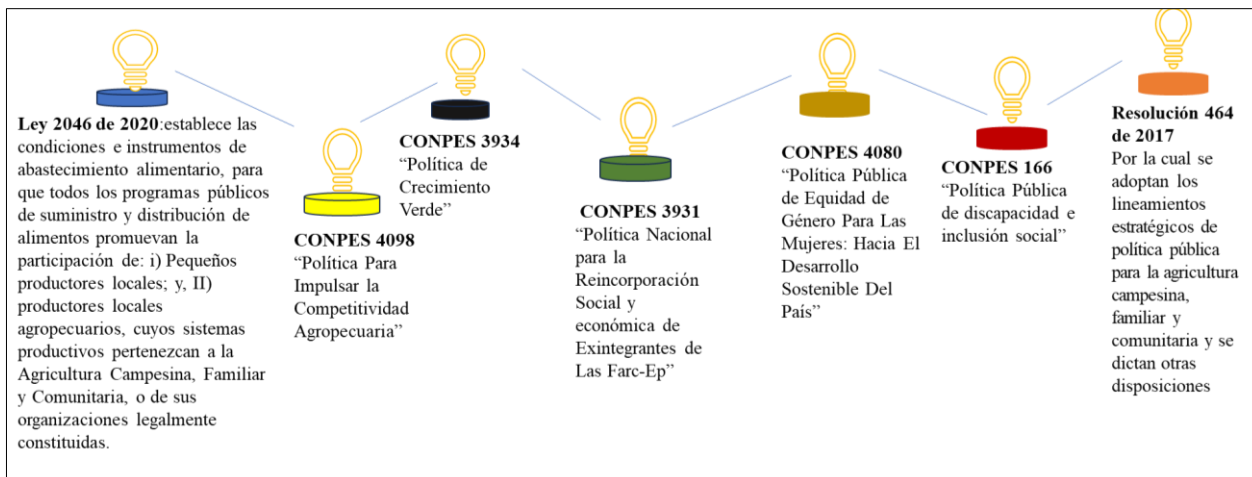 Ley 2046 de 2020:establece las
condiciones e instrumentos de
abastecimiento alimentario, para
que todos los programas públicos
de suministro y distribución de
alimentos promuevan la
participación de: i) Pequeños
productores locales; y, II)
productores locales
agropecuarios, cuyos sistemas
productivos pertenezcan a la
Agricultura Campesina, Familiar
y Comunitaria, o de sus
organizaciones legalmente
constituidas.
CONPES 4098
“Política Para
Impulsar la
Competitividad
Agropecuaria”
CONPES 3934
“Política de
Crecimiento
Verde”
CONPES 3931
“Política Nacional
para la
Reincorporación
Social y
económica de
Exintegrantes de
Las Farc-Ep”
CONPES 4080
“Política Pública
de Equidad de
Género Para Las
Mujeres: Hacia El
Desarrollo
Sostenible Del
País”
CONPES 166
“Política Pública
de discapacidad e
inclusión social”
Resolución 464
de 2017
Por la cual se
adoptan los
lineamientos
estratégicos de
política pública
para la agricultura
campesina,
familiar y
comunitaria y se
dictan otras
disposiciones